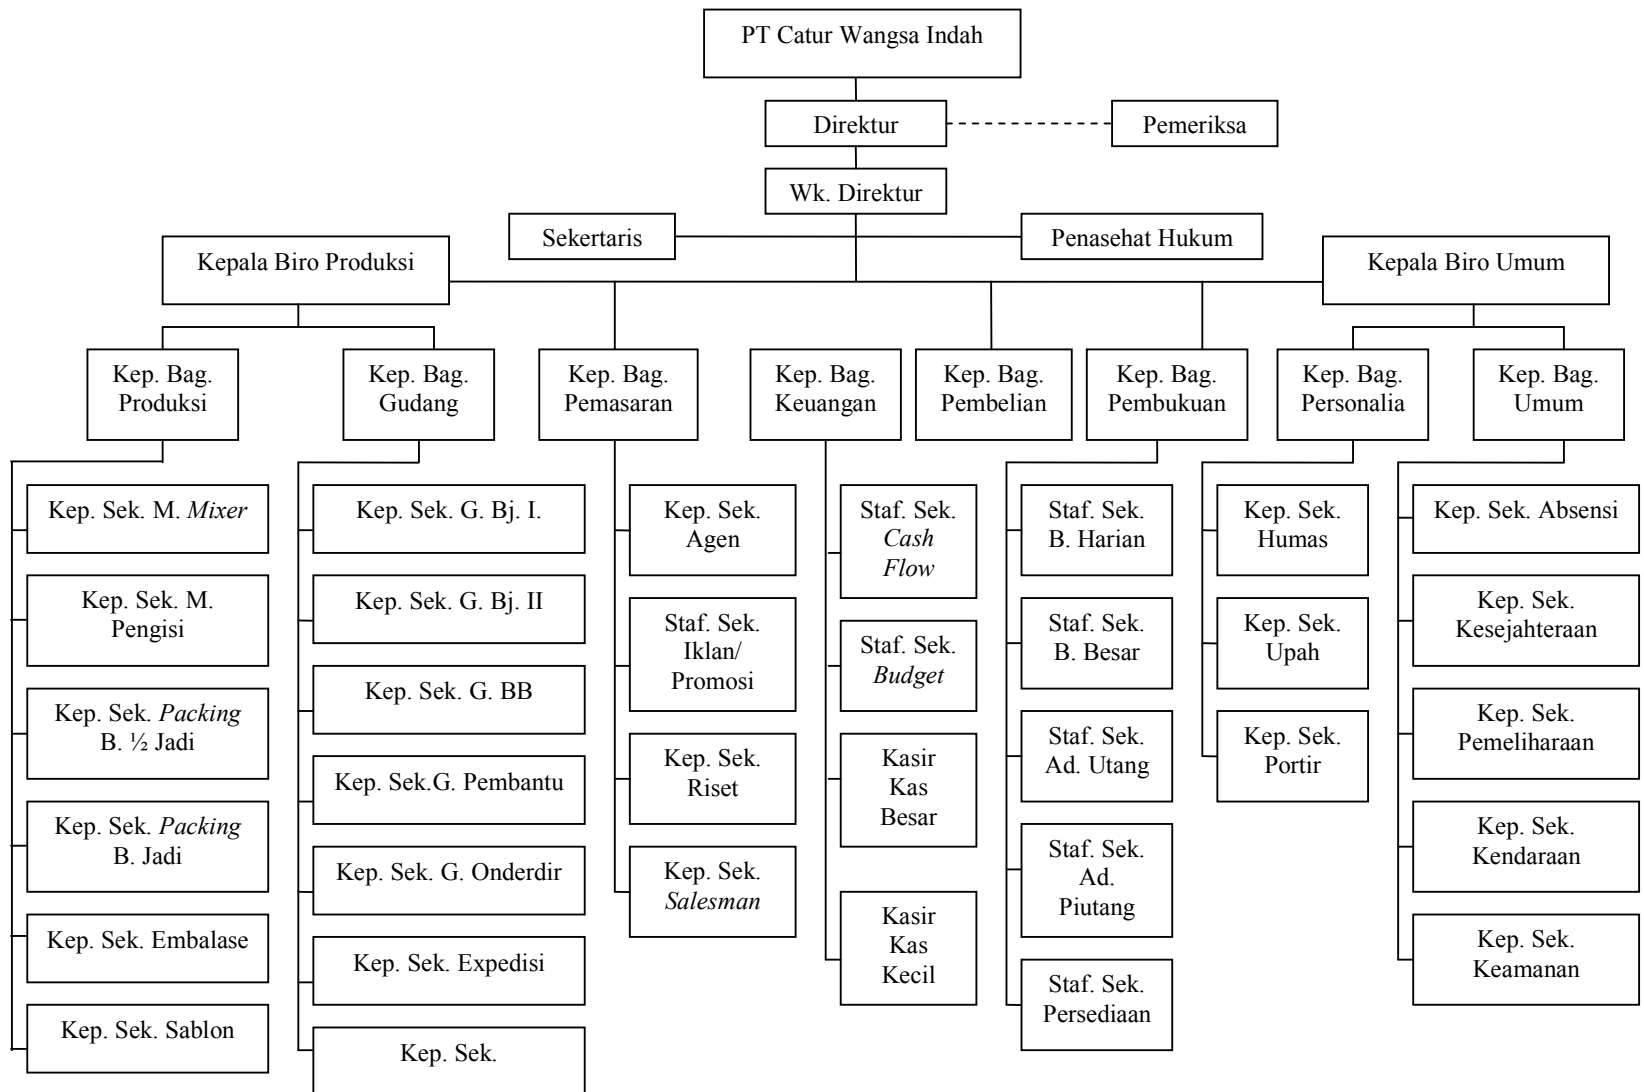 PT Catur Wangsa Indah
Direktur
Pemeriksa
Wk. Direktur
Sekertaris
Penasehat Hukum
Kepala Biro Produksi
Kepala Biro Umum
Kep. Bag.
Produksi
Kep. Bag.
Gudang
Kep. Bag.
Pemasaran
Kep. Bag.
Keuangan
Kep. Bag.
Pembelian
Kep. Bag.
Pembukuan
Kep. Bag.
Personalia
Kep. Bag.
Umum
Kep. Sek. M. Mixer
Kep. Sek. M.
Pengisi
Kep. Sek. Packing
B. ½ Jadi
Kep. Sek. Packing
B. Jadi
Kep. Sek. Embalase
Kep. Sek. Sablon
Kep. Sek. G. Bj. I.
Kep. Sek. G. Bj. II
Kep. Sek. G. BB
Kep. Sek.G. Pembantu
Kep. Sek. G. Onderdir
Kep. Sek. Expedisi
Kep. Sek.
Kep. Sek.
Agen
Staf. Sek.
Iklan/
Promosi
Kep. Sek.
Riset
Kep. Sek.
Salesman
Staf. Sek.
Cash
Flow
Staf. Sek.
Budget
Kasir
Kas
Besar
Kasir
Kas
Kecil
Staf. Sek.
B. Harian
Staf. Sek.
B. Besar
Staf. Sek.
Ad. Utang
Staf. Sek.
Ad.
Piutang
Staf. Sek.
Persediaan
Kep. Sek.
Humas
Kep. Sek.
Upah
Kep. Sek.
Portir
Kep. Sek. Absensi
Kep. Sek.
Kesejahteraan
Kep. Sek.
Pemeliharaan
Kep. Sek.
Kendaraan
Kep. Sek.
Keamanan